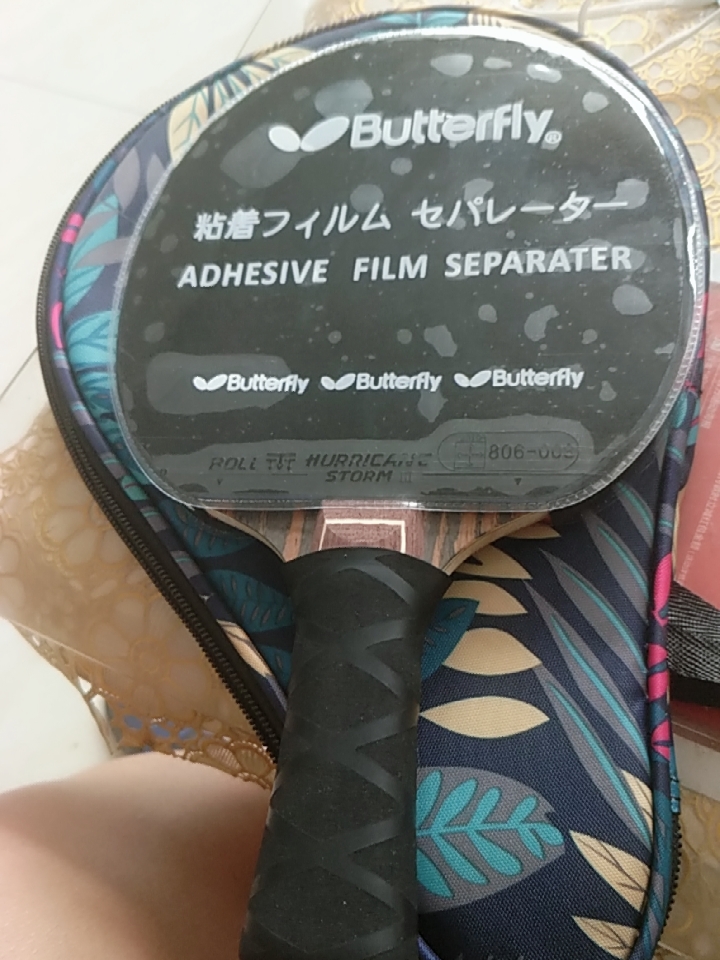 Butterfly®
粘着フィルム セパレーター
ADHESIVE FILM SEPARATER
Butterfly Butterfly Butterfly
HURRICANE 806-005
STORM III